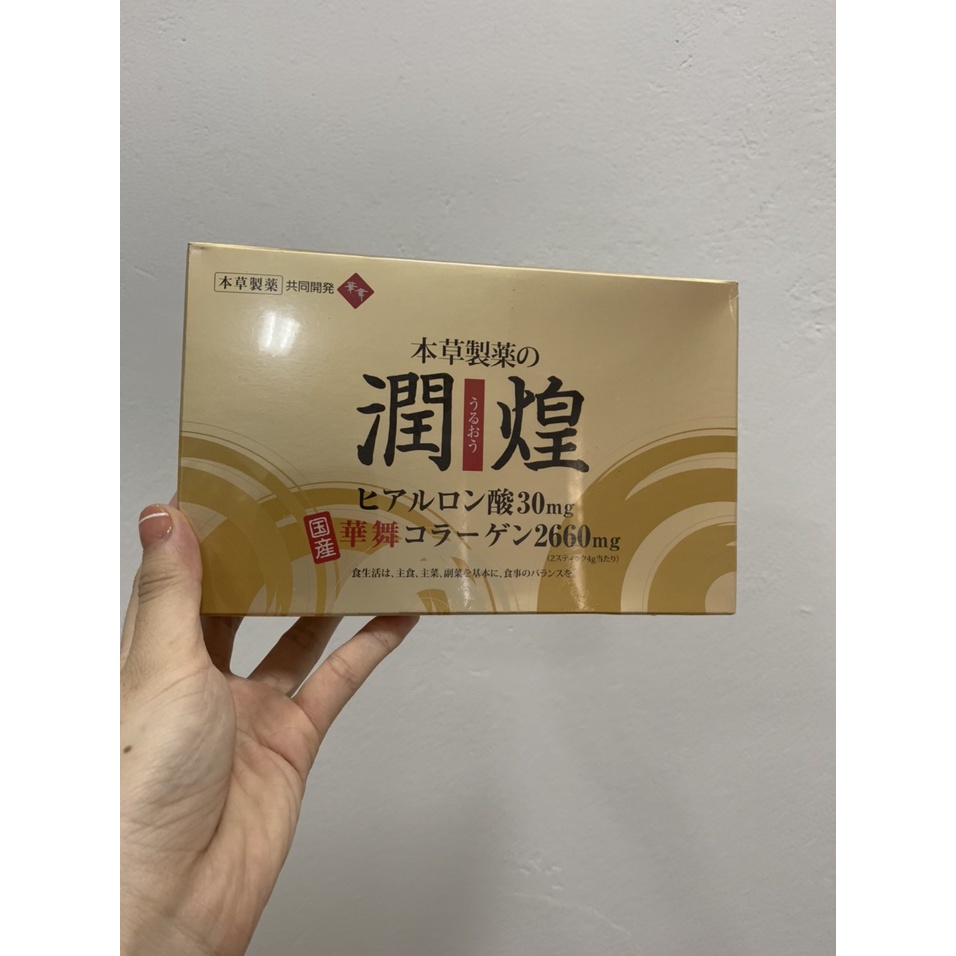 本草製薬 共同開発 華舞
本草製薬の
潤煌
うるおう
ヒアルロン酸30mg
国産 華舞コラーゲン2660mg
(2スティック4g当たり)
食生活は、主食、主菜、副菜を基本に、食事のバランスを。